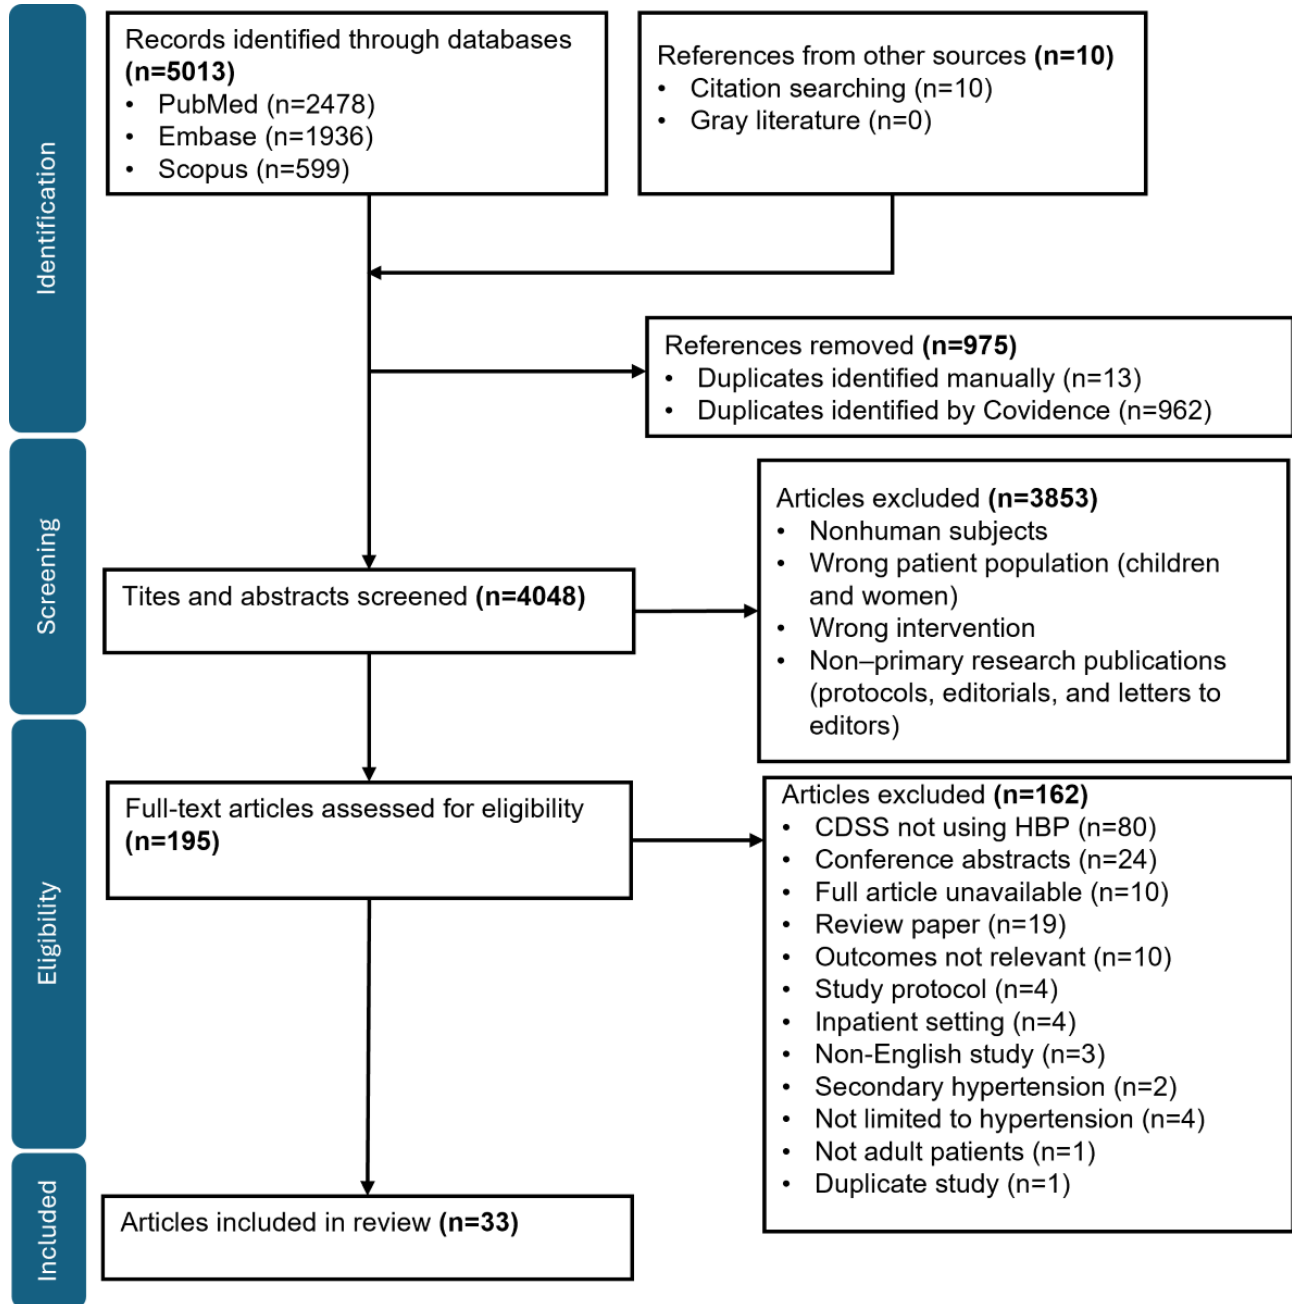 Identification
Records identified through databases
(n=5013)
• PubMed (n=2478)
• Embase (n=1936)
• Scopus (n=599)
References from other sources (n=10)
• Citation searching (n=10)
• Gray literature (n=0)
References removed (n=975)
• Duplicates identified manually (n=13)
• Duplicates identified by Covidence (n=962)
Screening
Tites and abstracts screened (n=4048)
Articles excluded (n=3853)
• Nonhuman subjects
• Wrong patient population (children
and women)
• Wrong intervention
• Non–primary research publications
(protocols, editorials, and letters to
editors)
Eligibility
Full-text articles assessed for eligibility
(n=195)
Articles excluded (n=162)
• CDSS not using HBP (n=80)
• Conference abstracts (n=24)
• Full article unavailable (n=10)
• Review paper (n=19)
• Outcomes not relevant (n=10)
• Study protocol (n=4)
• Inpatient setting (n=4)
• Non-English study (n=3)
• Secondary hypertension (n=2)
• Not limited to hypertension (n=4)
• Not adult patients (n=1)
• Duplicate study (n=1)
Included
Articles included in review (n=33)